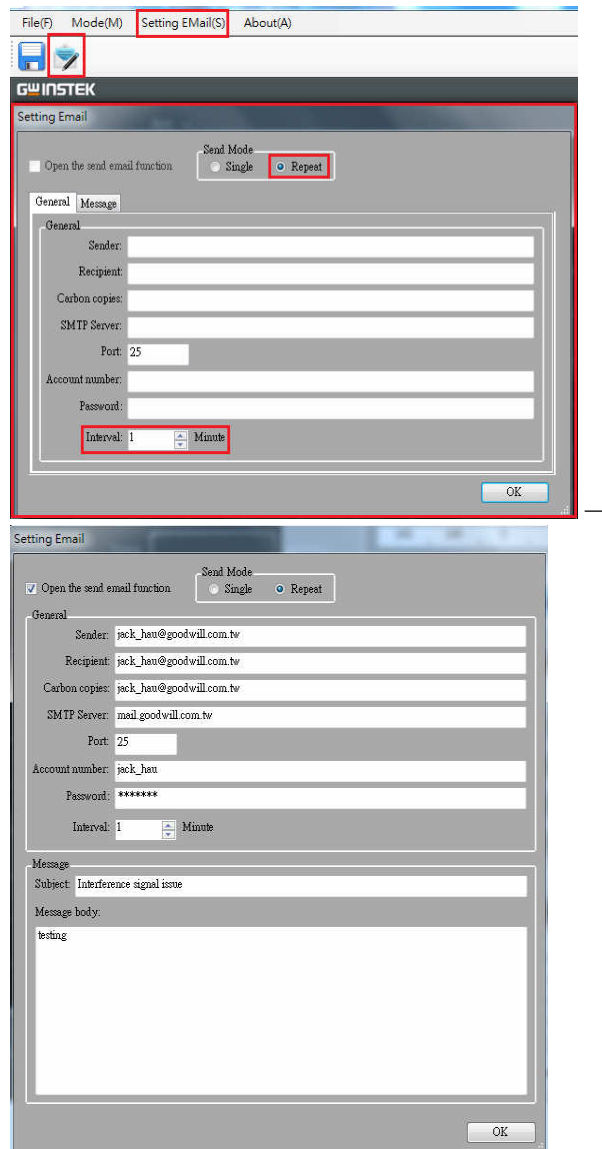 File(F) Mode(M) Setting EMail(S) About(A)
GWINSTEK
Setting Email
Send Mode
Open the send email function Single Repeat
General Message
General
Sender:
Recipient:
Carbon copies:
SMTP Server:
Port: 25
Account number:
Password:
Interval: 1 Minute
OK
Setting Email
Send Mode
Open the send email function Single Repeat
General
Sender: jack_hau@goodwill.com.tw
Recipient: jack_hau@goodwill.com.tw
Carbon copies: jack_hau@goodwill.com.tw
SMTP Server: mail.goodwill.com.tw
Port: 25
Account number: jack_hau
Password: *******
Interval: 1 Minute
Message
Subject: Interference signal issue
Message body:
testing
OK